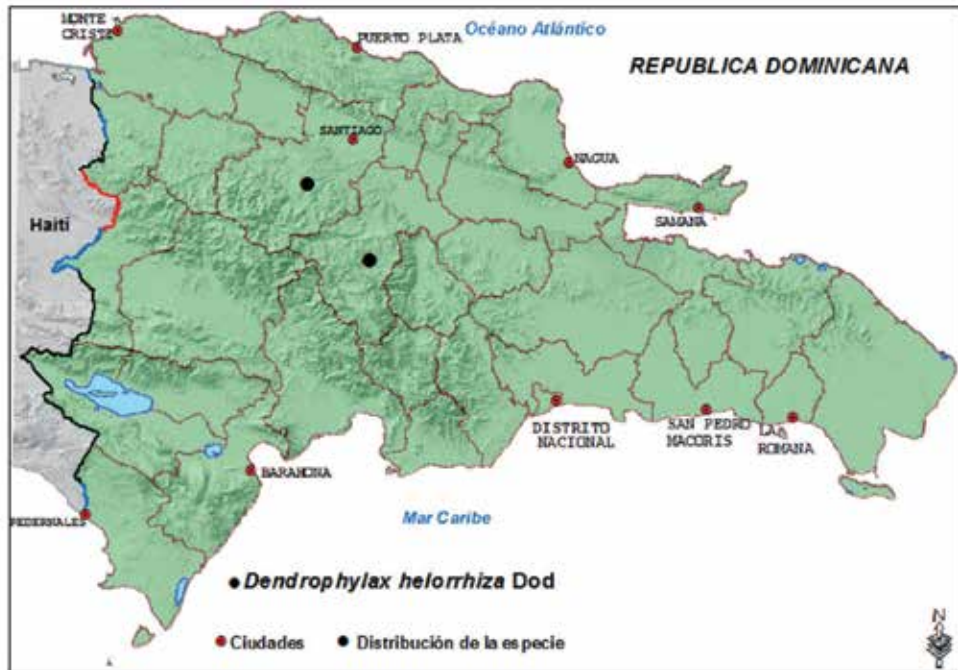 MONTE -
CRISTI
PUERTO PLATA
Océano Atlántico
REPUBLICA DOMINICANA
SANTIAGO
NAGUA
SAMANA
Haití
DISTRITO
NACIONAL
SAN PEDRO
MACORIS
LA
ROMANA
BARAHONA
PEDERNALES
Mar Caribe
Dendrophylax helorrhiza Dod
Ciudades
Distribución de la especie
N